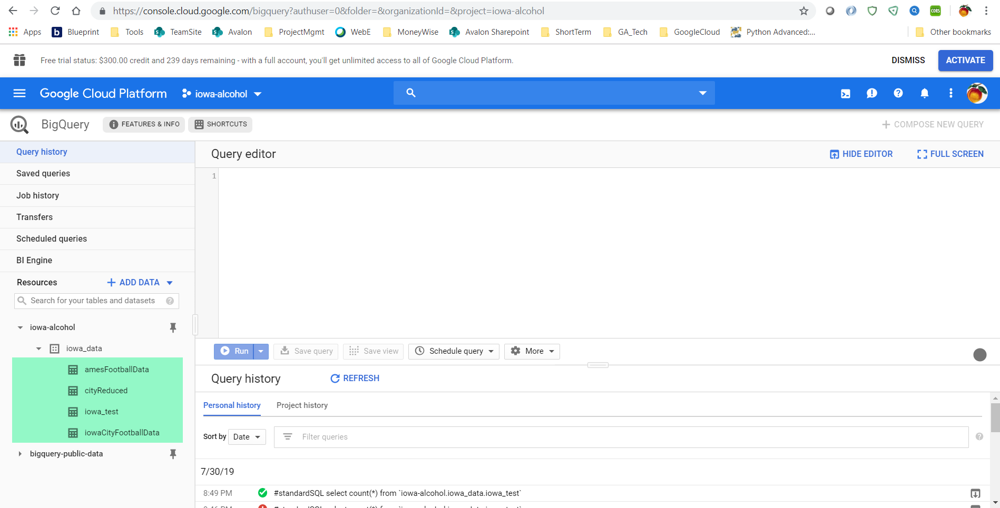 https://console.cloud.google.com/bigquery?authuser=0&folder=&organizationId=&project=iowa-alcohol
CORS
Apps b Blueprint Tools S TeamSite S Avalon ProjectMgmt WebE MoneyWise S Avalon Sharepoint ShortTerm GA_Tech GoogleCloud Python Advanced:... Other bookmarks
Free trial status: $300.00 credit and 239 days remaining - with a full account, you'll get unlimited access to all of Google Cloud Platform. DISMISS ACTIVATE
Google Cloud Platform iowa-alcohol
BigQuery FEATURES & INFO SHORTCUTS COMPOSE NEW QUERY
Query history
Saved queries
Job history
Transfers
Scheduled queries
BI Engine
Resources ADD DATA
Search for your tables and datasets
iowa-alcohol
iowa_data
amesFootballData
cityReduced
iowa_test
iowaCityFootballData
bigquery-public-data
Query editor HIDE EDITOR FULL SCREEN
1
Run Save query Save view Schedule query More
Query history REFRESH
Personal history Project history
Sort by Date Filter queries
7/30/19
8:49 PM #standardSQL select count(*) from `iowa-alcohol.iowa_data.iowa_test`